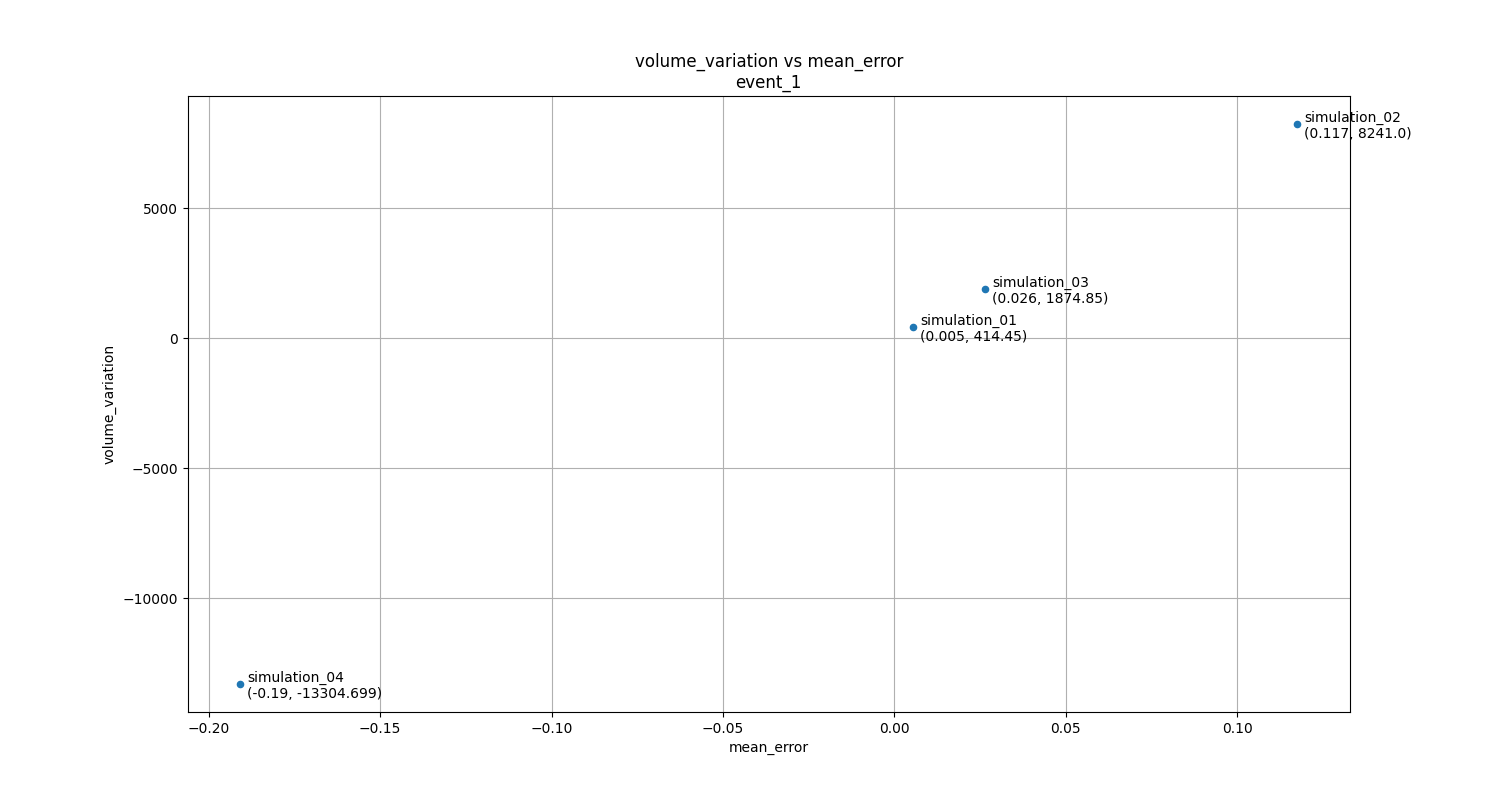 volume_variation vs mean_error
event_1
simulation_02
(0.117, 8241.0)
5000
simulation_03
(0.026, 1874.85)
simulation_01
(0.005, 414.45)
0
volume_variation
−5000
−10000
simulation_04
(-0.19, -13304.699)
−0.20
−0.15
−0.10
−0.05
0.00
0.05
0.10
mean_error